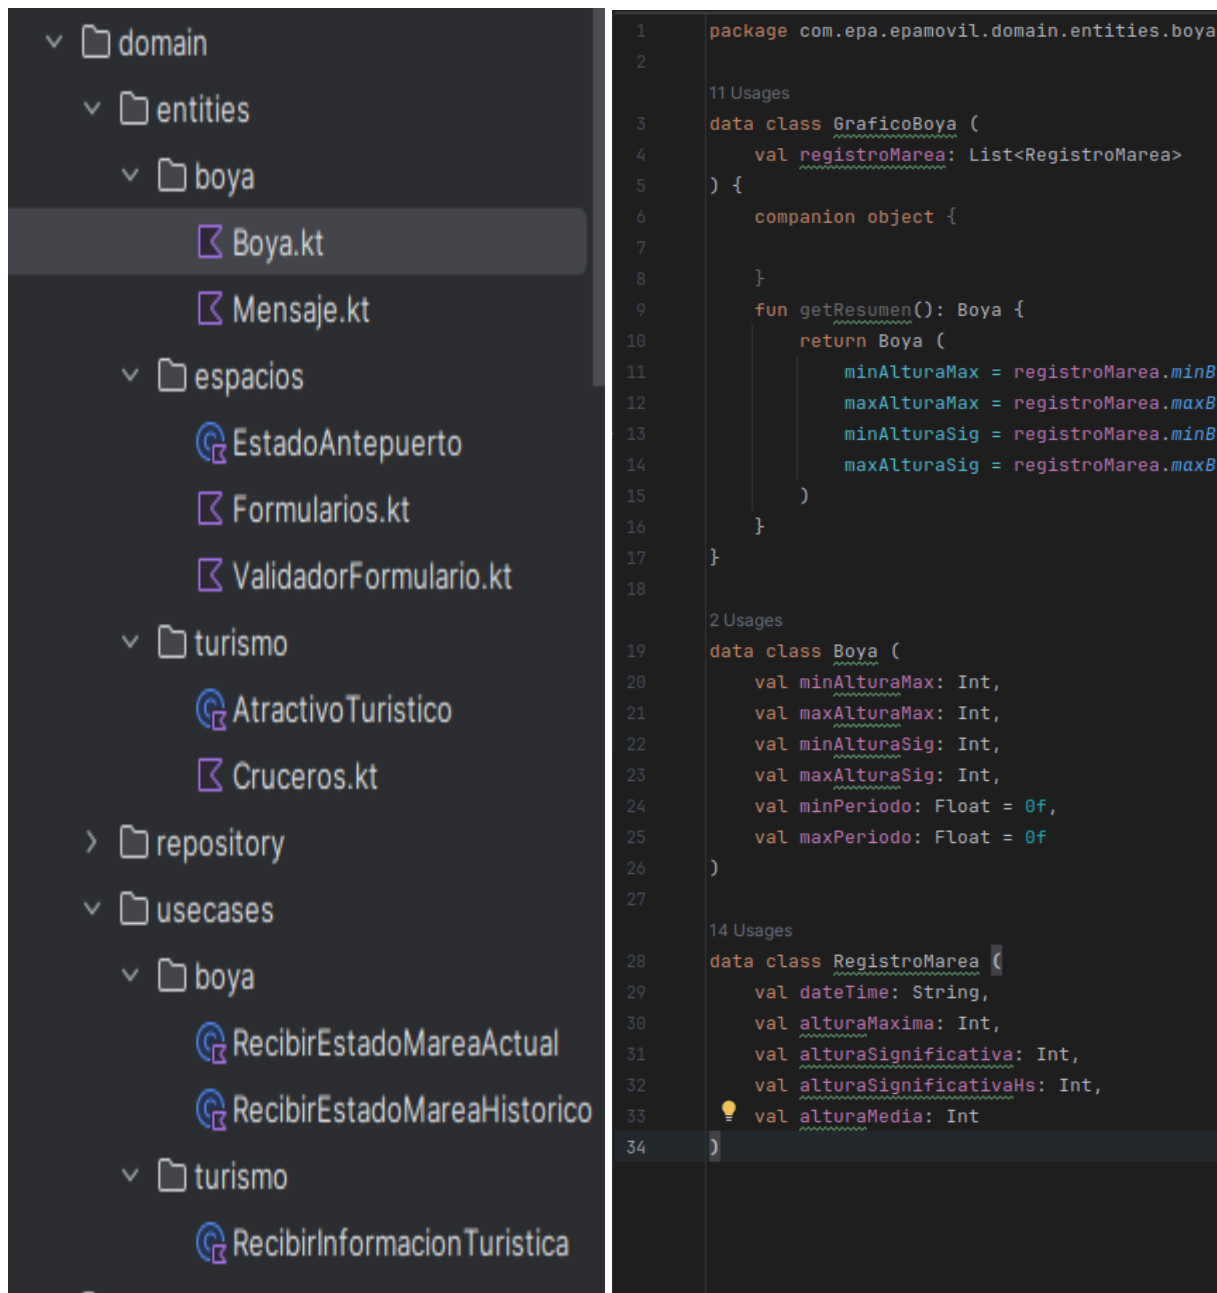 domain
entities
boya
Boya.kt
Mensaje.kt
espacios
EstadoAntepuerto
Formularios.kt
ValidadorFormulario.kt
turismo
AtractivoTuristico
Cruceros.kt
repository
usecases
boya
RecibirEstadoMareaActual
RecibirEstadoMareaHistorico
turismo
RecibirInformacionTuristica
1 package com.epa.epamovil.domain.entities.boya
2
11 Usages
3 data class GraficoBoya (
4 val registroMarea: List<RegistroMarea>
5 ) {
6 companion object {
7
8 }
9 fun getResumen(): Boya {
10 return Boya (
11 minAlturaMax = registroMarea.minB
12 maxAlturaMax = registroMarea.maxB
13 minAlturaSig = registroMarea.minB
14 maxAlturaSig = registroMarea.maxB
15 )
16 }
17 }
18
2 Usages
19 data class Boya (
20 val minAlturaMax: Int,
21 val maxAlturaMax: Int,
22 val minAlturaSig: Int,
23 val maxAlturaSig: Int,
24 val minPeriodo: Float = 0f,
25 val maxPeriodo: Float = 0f
26 )
27
14 Usages
28 data class RegistroMarea (
29 val dateTime: String,
30 val alturaMaxima: Int,
31 val alturaSignificativa: Int,
32 val alturaSignificativaHs: Int,
33 val alturaMedia: Int
34 )